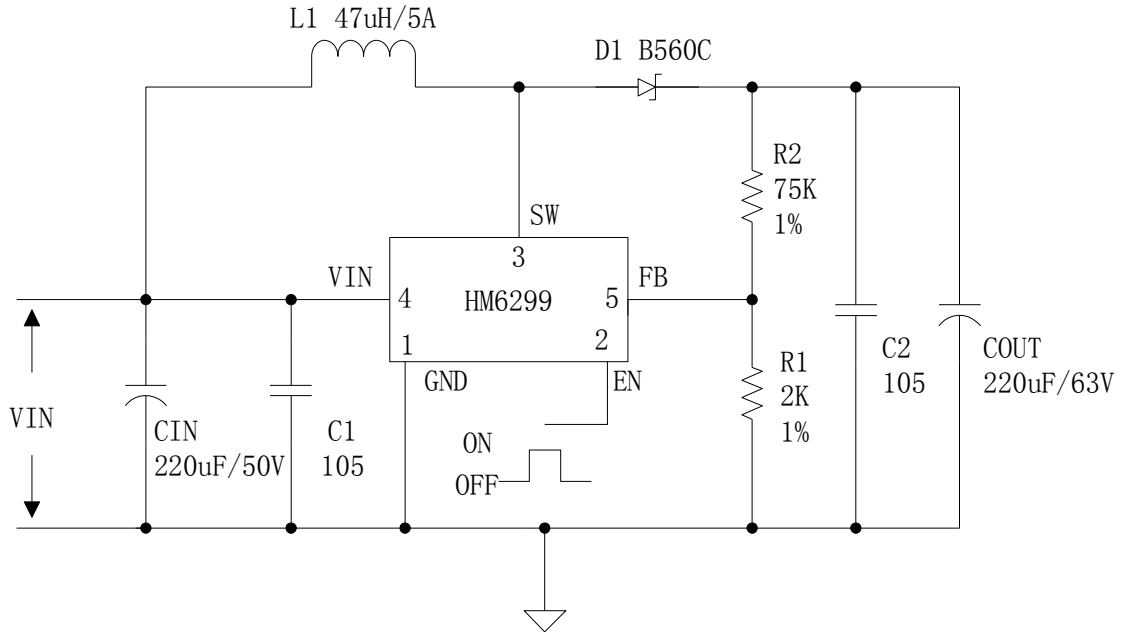 L1 47uH/5A
D1 B560C
R2
75K
1%
SW
3
VIN
FB
4
HM6299
5
1
2
GND
EN
C2
105
COUT
220uF/63V
R1
2K
1%
VIN
CIN
220uF/50V
C1
105
ON
OFF